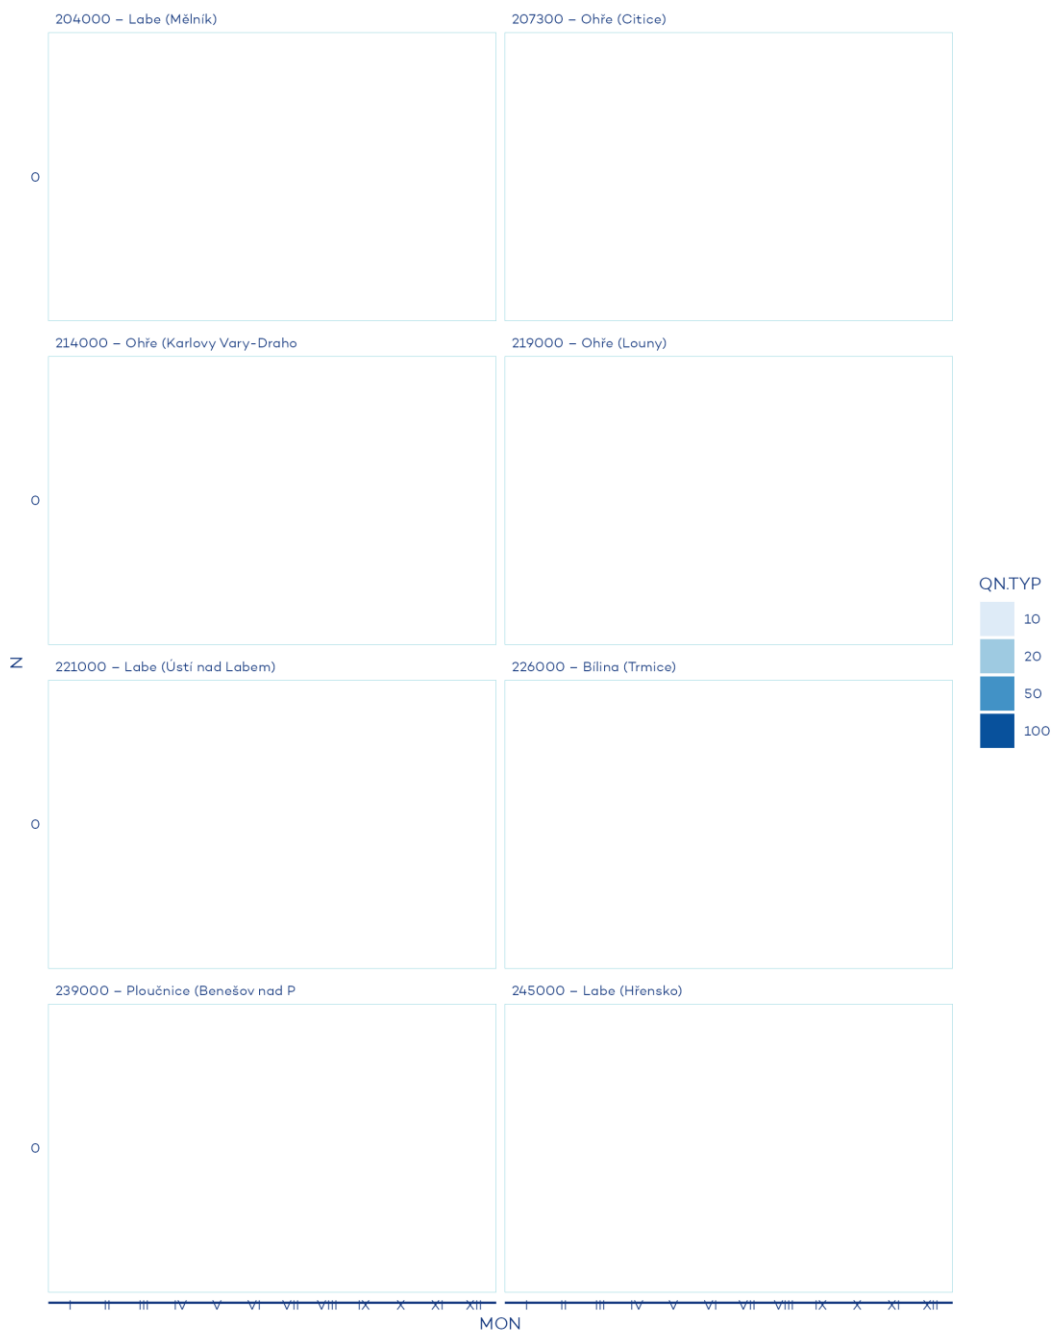 204000 – Labe (Mělník)
207300 – Ohře (Citice)
0
214000 – Ohře (Karlovy Vary-Draho
219000 – Ohře (Louny)
0
QN.TYP
10
20
50
100
N
221000 – Labe (Ústí nad Labem)
226000 – Bílina (Trmice)
0
239000 – Ploučnice (Benešov nad P
245000 – Labe (Hřensko)
0
I II III IV V VI VII VIII IX X XI XII
I II III IV V VI VII VIII IX X XI XII
MON